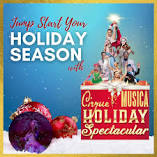 Jump Start Your
HOLIDAY
SEASON
with
Cirque MUSICA
HOLIDAY
Spectacular